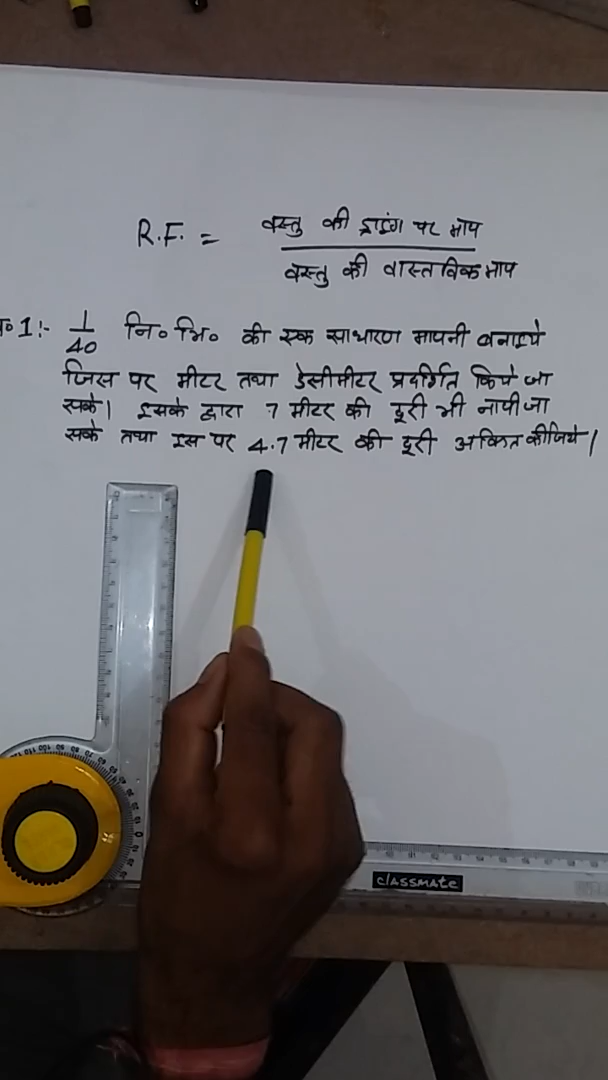 R.F. = वस्तु की ड्राइंग पर माप
वस्तु की वास्तविक माप
1:- 1/40 नि० भि० की एक साधारण मापनी बनाइये
जिस पर मीटर तथा डेसीमीटर प्रदर्शित किये जा
सके। इसके द्वारा 7 मीटर की दूरी भी नापी जा
सके तथा इस पर 4.7 मीटर की दूरी अंकित कीजिये।
classmate